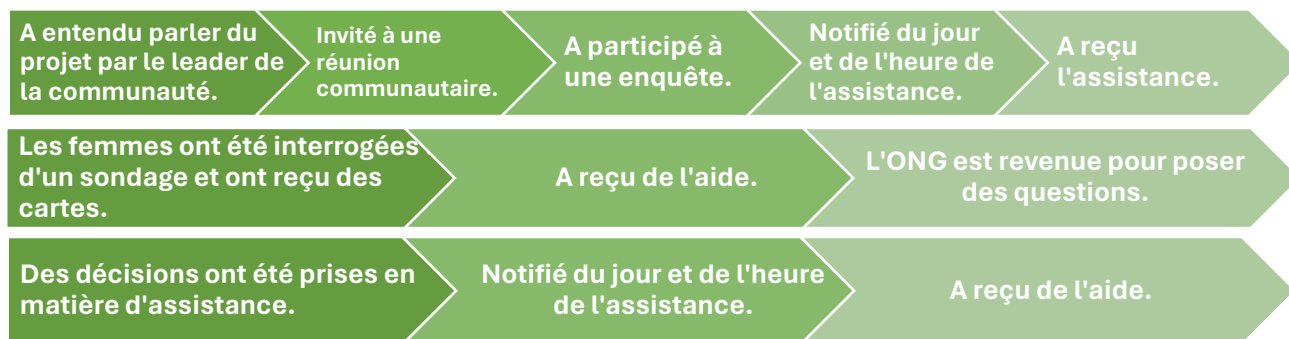 A entendu parler du
projet par le leader de
la communauté.
Invité à une
réunion
communautaire.
A participé à
une enquête.
Notifié du jour
et de l'heure de
l'assistance.
A reçu
l'assistance.
Les femmes ont été interrogées
d'un sondage et ont reçu des
cartes.
A reçu de l'aide.
L'ONG est revenue pour poser
des questions.
Des décisions ont été prises en
matière d'assistance.
Notifié du jour et de l'heure
de l'assistance.
A reçu de l'aide.